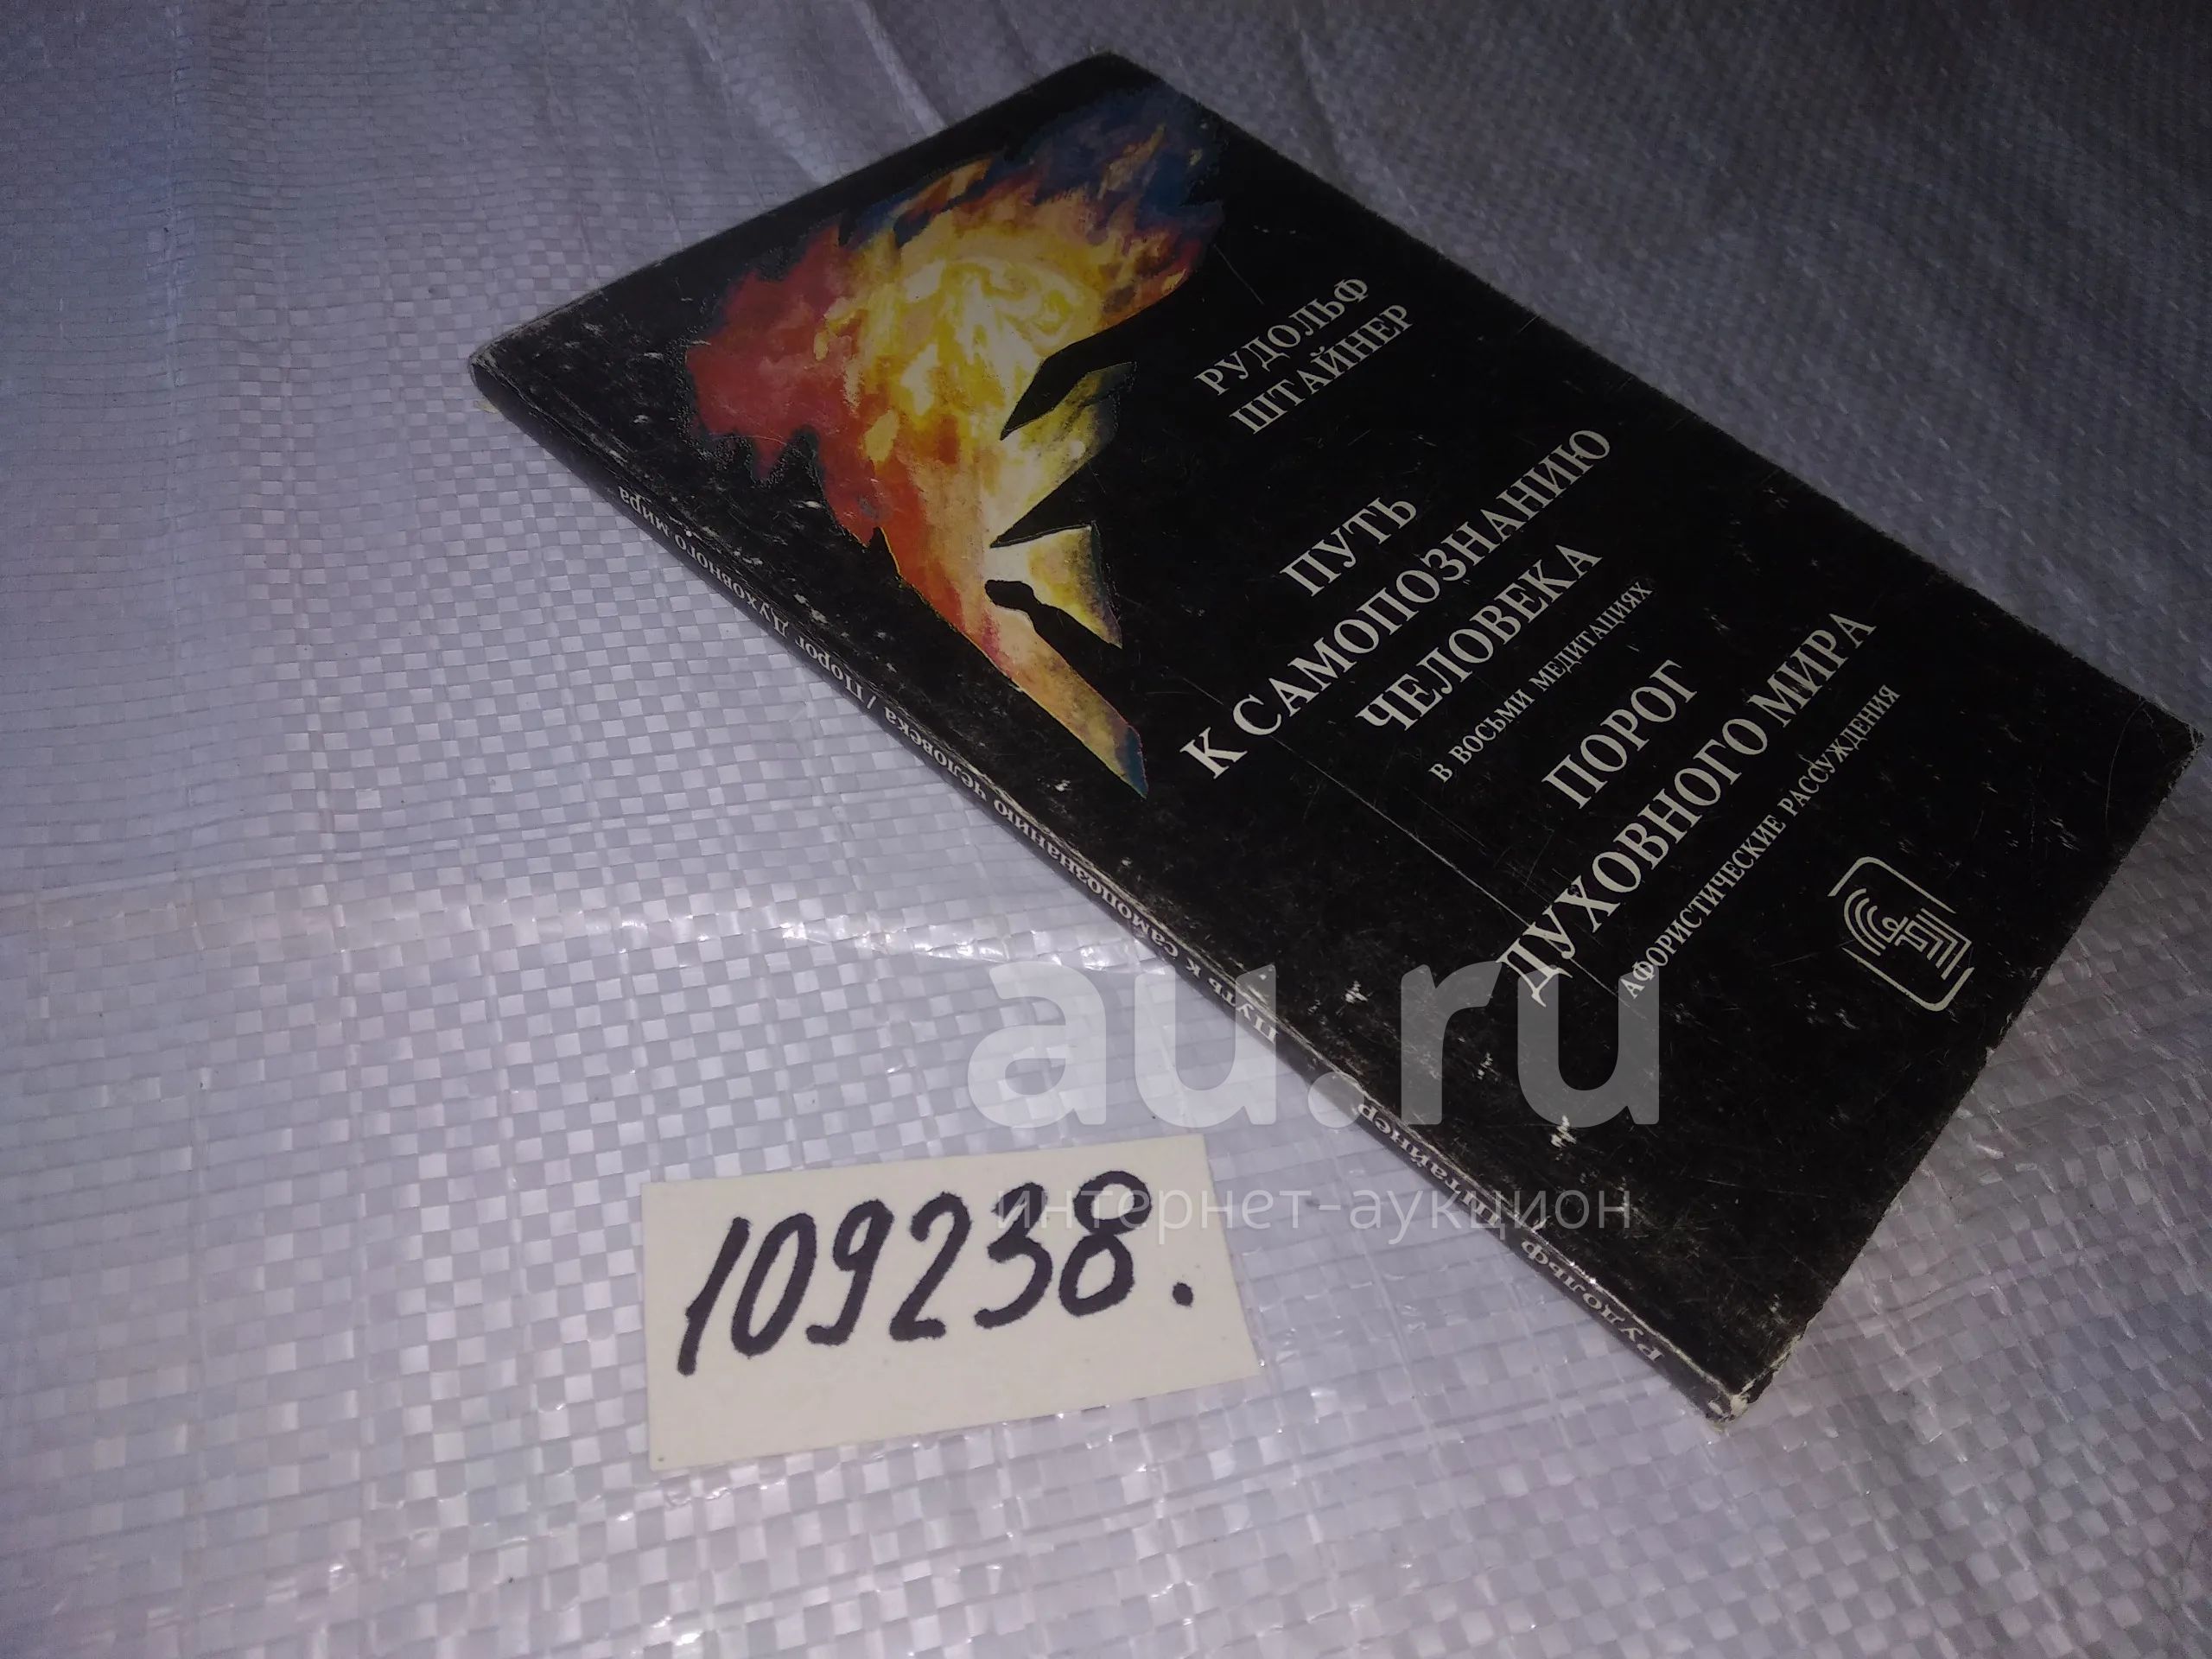 РУДОЛЬФ
ШТАЙНЕР
ПУТЬ
К САМОПОЗНАНИЮ
ЧЕЛОВЕКА
В ВОСЬМИ МЕДИТАЦИЯХ
ПОРОГ
ДУХОВНОГО МИРА
АФОРИСТИЧЕСКИЕ РАССУЖДЕНИЯ
Рудольф Штайнер Путь к самопознанию человека / Порог Духовного мира
au.ru
интернет-аукцион
109238.